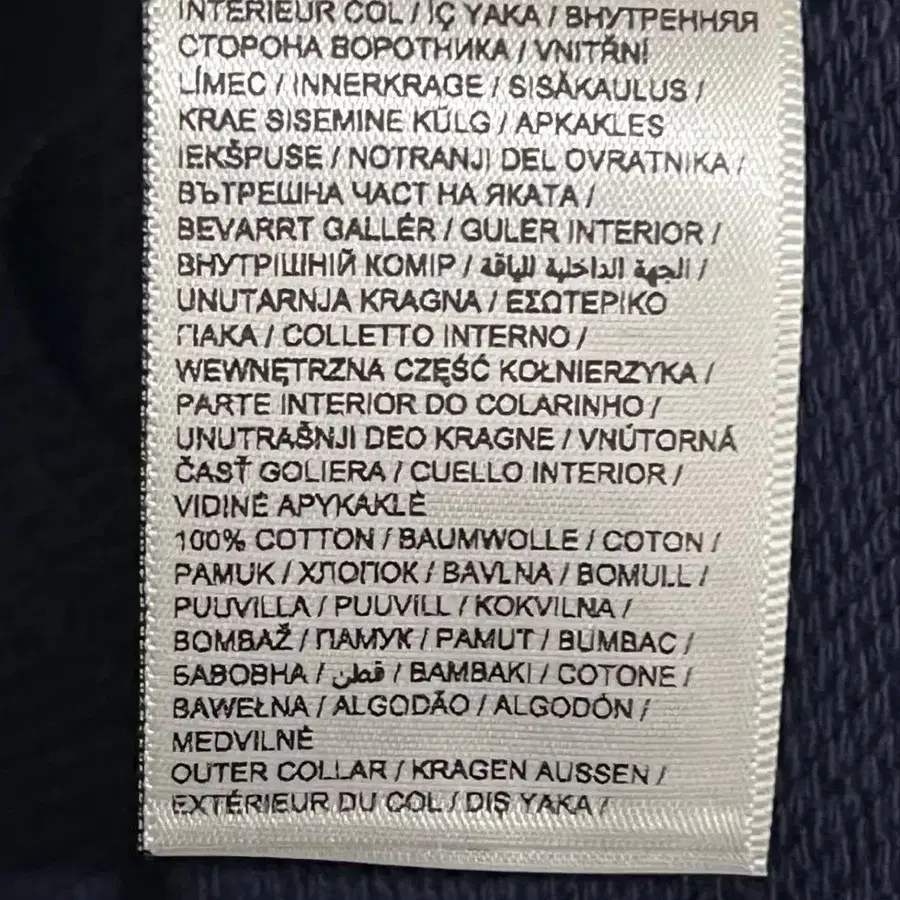 INTÉRIEUR COL / İÇ YAKA / ВНУТРЕННЯЯ
СТОРОНА ВОРОТНИКА / VNITŘNÍ
LÍMEC / INNERKRAGE / SISÄKAULUS /
KRAE SISEMINE KÜLG / APKAKLES
IEKŠPUSE / NOTRANJI DEL OVRATNIKA /
ВЪТРЕШНА ЧАСТ НА ЯКАТА /
BEVARRT GALLÉR / GULER INTERIOR /
ВНУТРІШНІЙ КОМІР / الجهة الداخلية للياقة /
UNUTARNJA KRAGNA / ΕΣΩΤΕΡΙΚΟ
ΓΙΑΚΑ / COLLETTO INTERNO /
WEWNĘTRZNA CZĘŚĆ KOŁNIERZYKA /
PARTE INTERIOR DO COLARINHO /
UNUTRAŠNJI DEO KRAGNE / VNÚTORNÁ
ČASŤ GOLIERA / CUELLO INTERIOR /
VIDINĖ APYKAKLĖ
100% COTTON / BAUMWOLLE / COTON /
PAMUK / ХЛОПОК / BAVLNA / BOMULL /
PUUVILLA / PUUVILL / KOKVILNA /
BOMBAŽ / ПАМУК / PAMUT / BUMBAC /
БАВОВНА / قطن / BAMBAKI / COTONE /
BAWEŁNA / ALGODÃO / ALGODÓN /
MEDVILNĖ
OUTER COLLAR / KRAGEN AUSSEN /
EXTÉRIEUR DU COL / DIŞ YAKA /